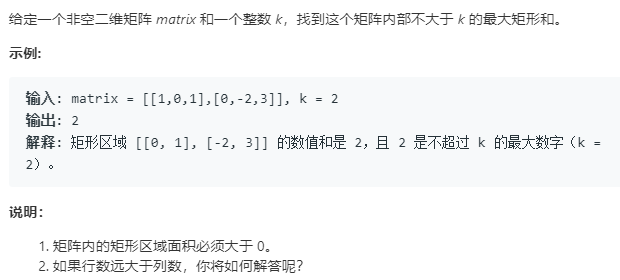 给定一个非空二维矩阵 matrix 和一个整数 k，找到这个矩阵内部不大于 k 的最大矩形和。
示例:
输入: matrix = [[1,0,1],[0,-2,3]], k = 2
输出: 2
解释: 矩形区域 [[0, 1], [-2, 3]] 的数值和是 2，且 2 是不超过 k 的最大数字（k =
2）。
说明：
1. 矩阵内的矩形区域面积必须大于 0。
2. 如果行数远大于列数，你将如何解答呢？